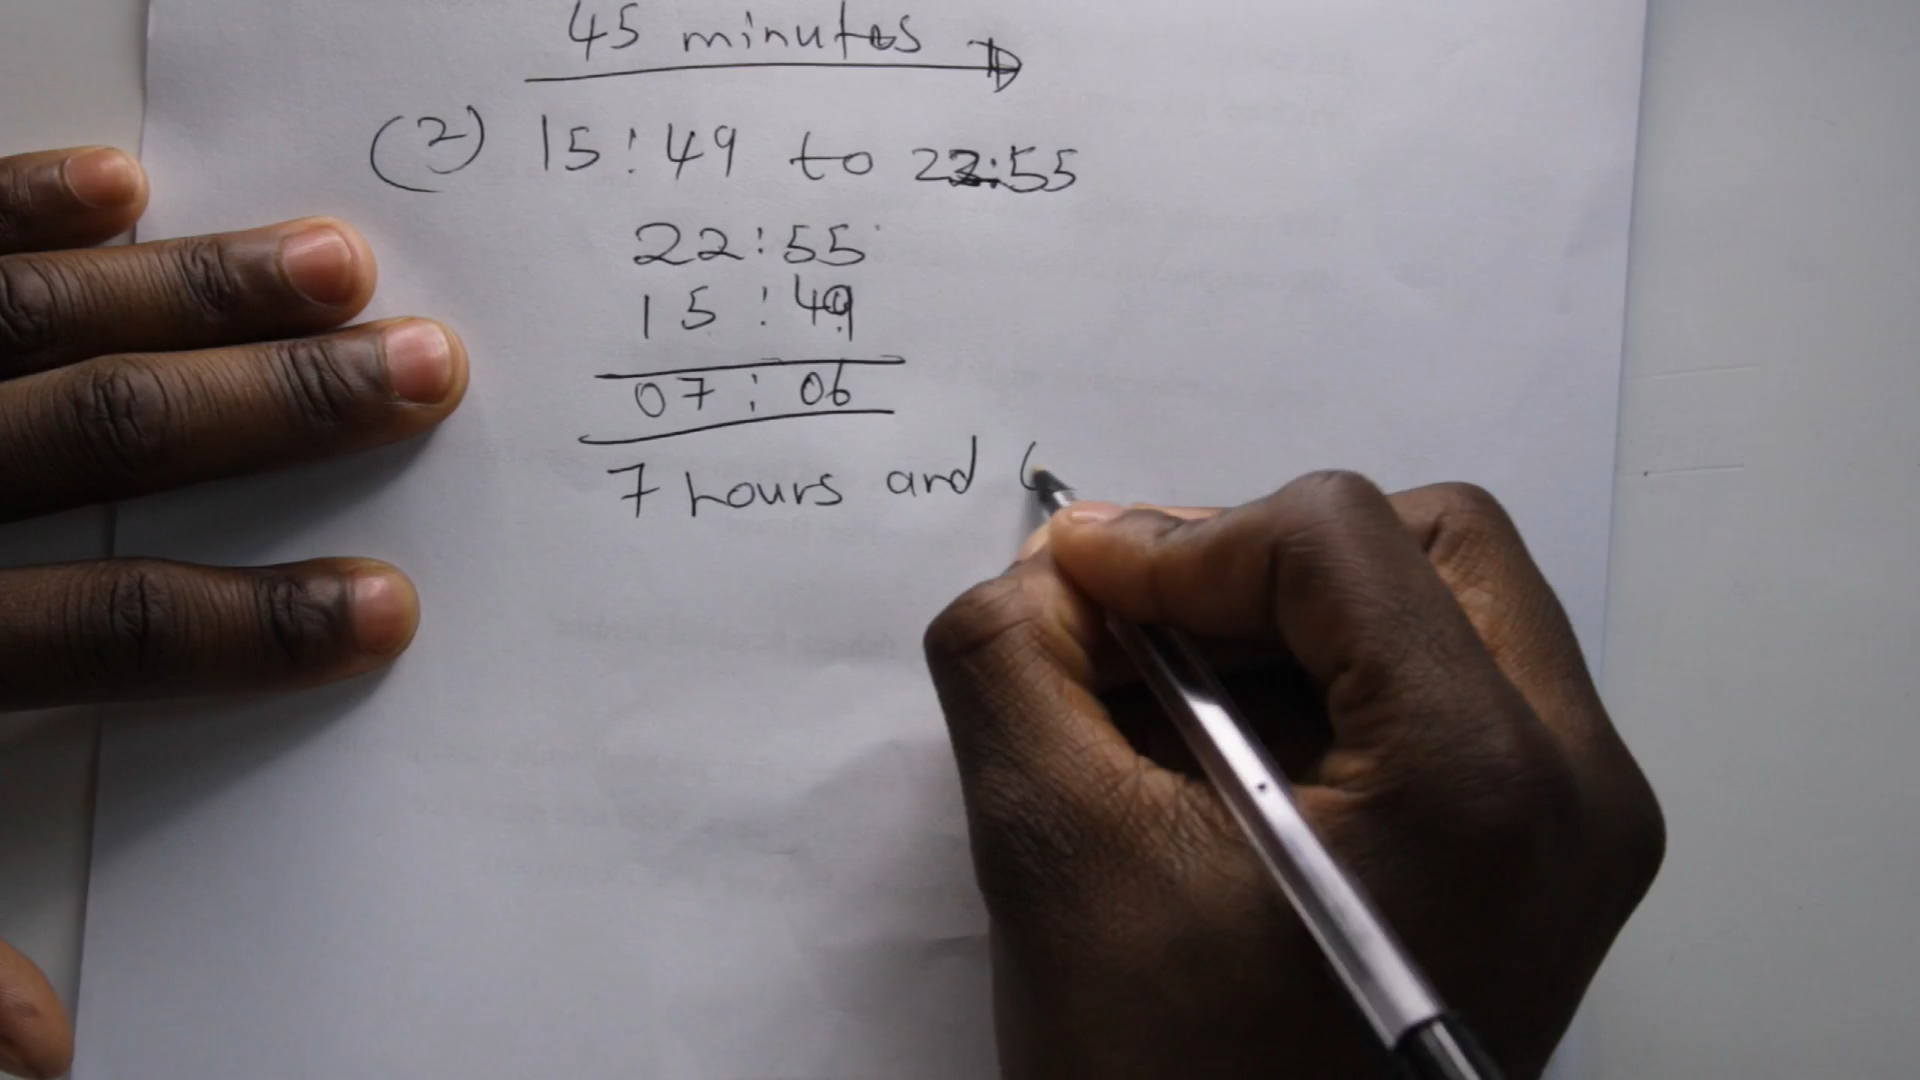 45 minutes
(2) 15:49 to 22:55
22:55
15:49
07:06
7 hours and